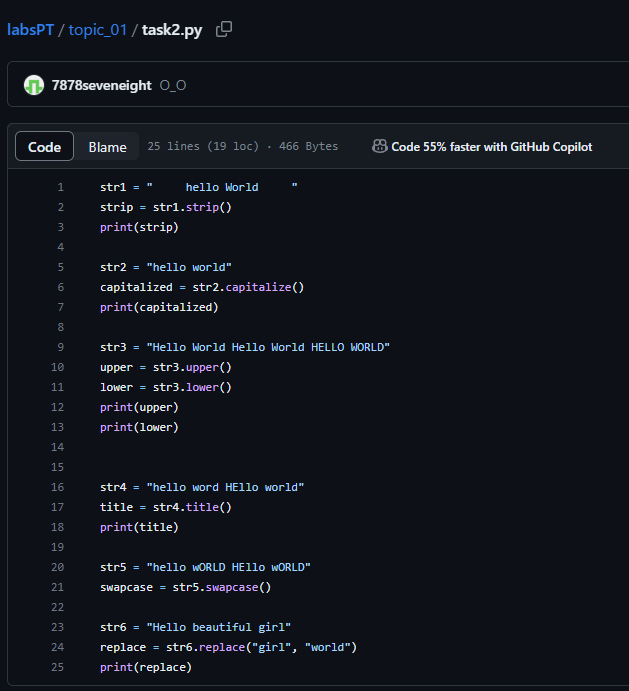 labsPT / topic_01 / task2.py
7878seveneight O_O
Code Blame 25 lines (19 loc) · 466 Bytes Code 55% faster with GitHub Copilot
1 str1 = "     hello World     "
2 strip = str1.strip()
3 print(strip)
4
5 str2 = "hello world"
6 capitalized = str2.capitalize()
7 print(capitalized)
8
9 str3 = "Hello World Hello World HELLO WORLD"
10 upper = str3.upper()
11 lower = str3.lower()
12 print(upper)
13 print(lower)
14
15
16 str4 = "hello word HEllo world"
17 title = str4.title()
18 print(title)
19
20 str5 = "hello wORLD HEllo wORLD"
21 swapcase = str5.swapcase()
22
23 str6 = "Hello beautiful girl"
24 replace = str6.replace("girl", "world")
25 print(replace)